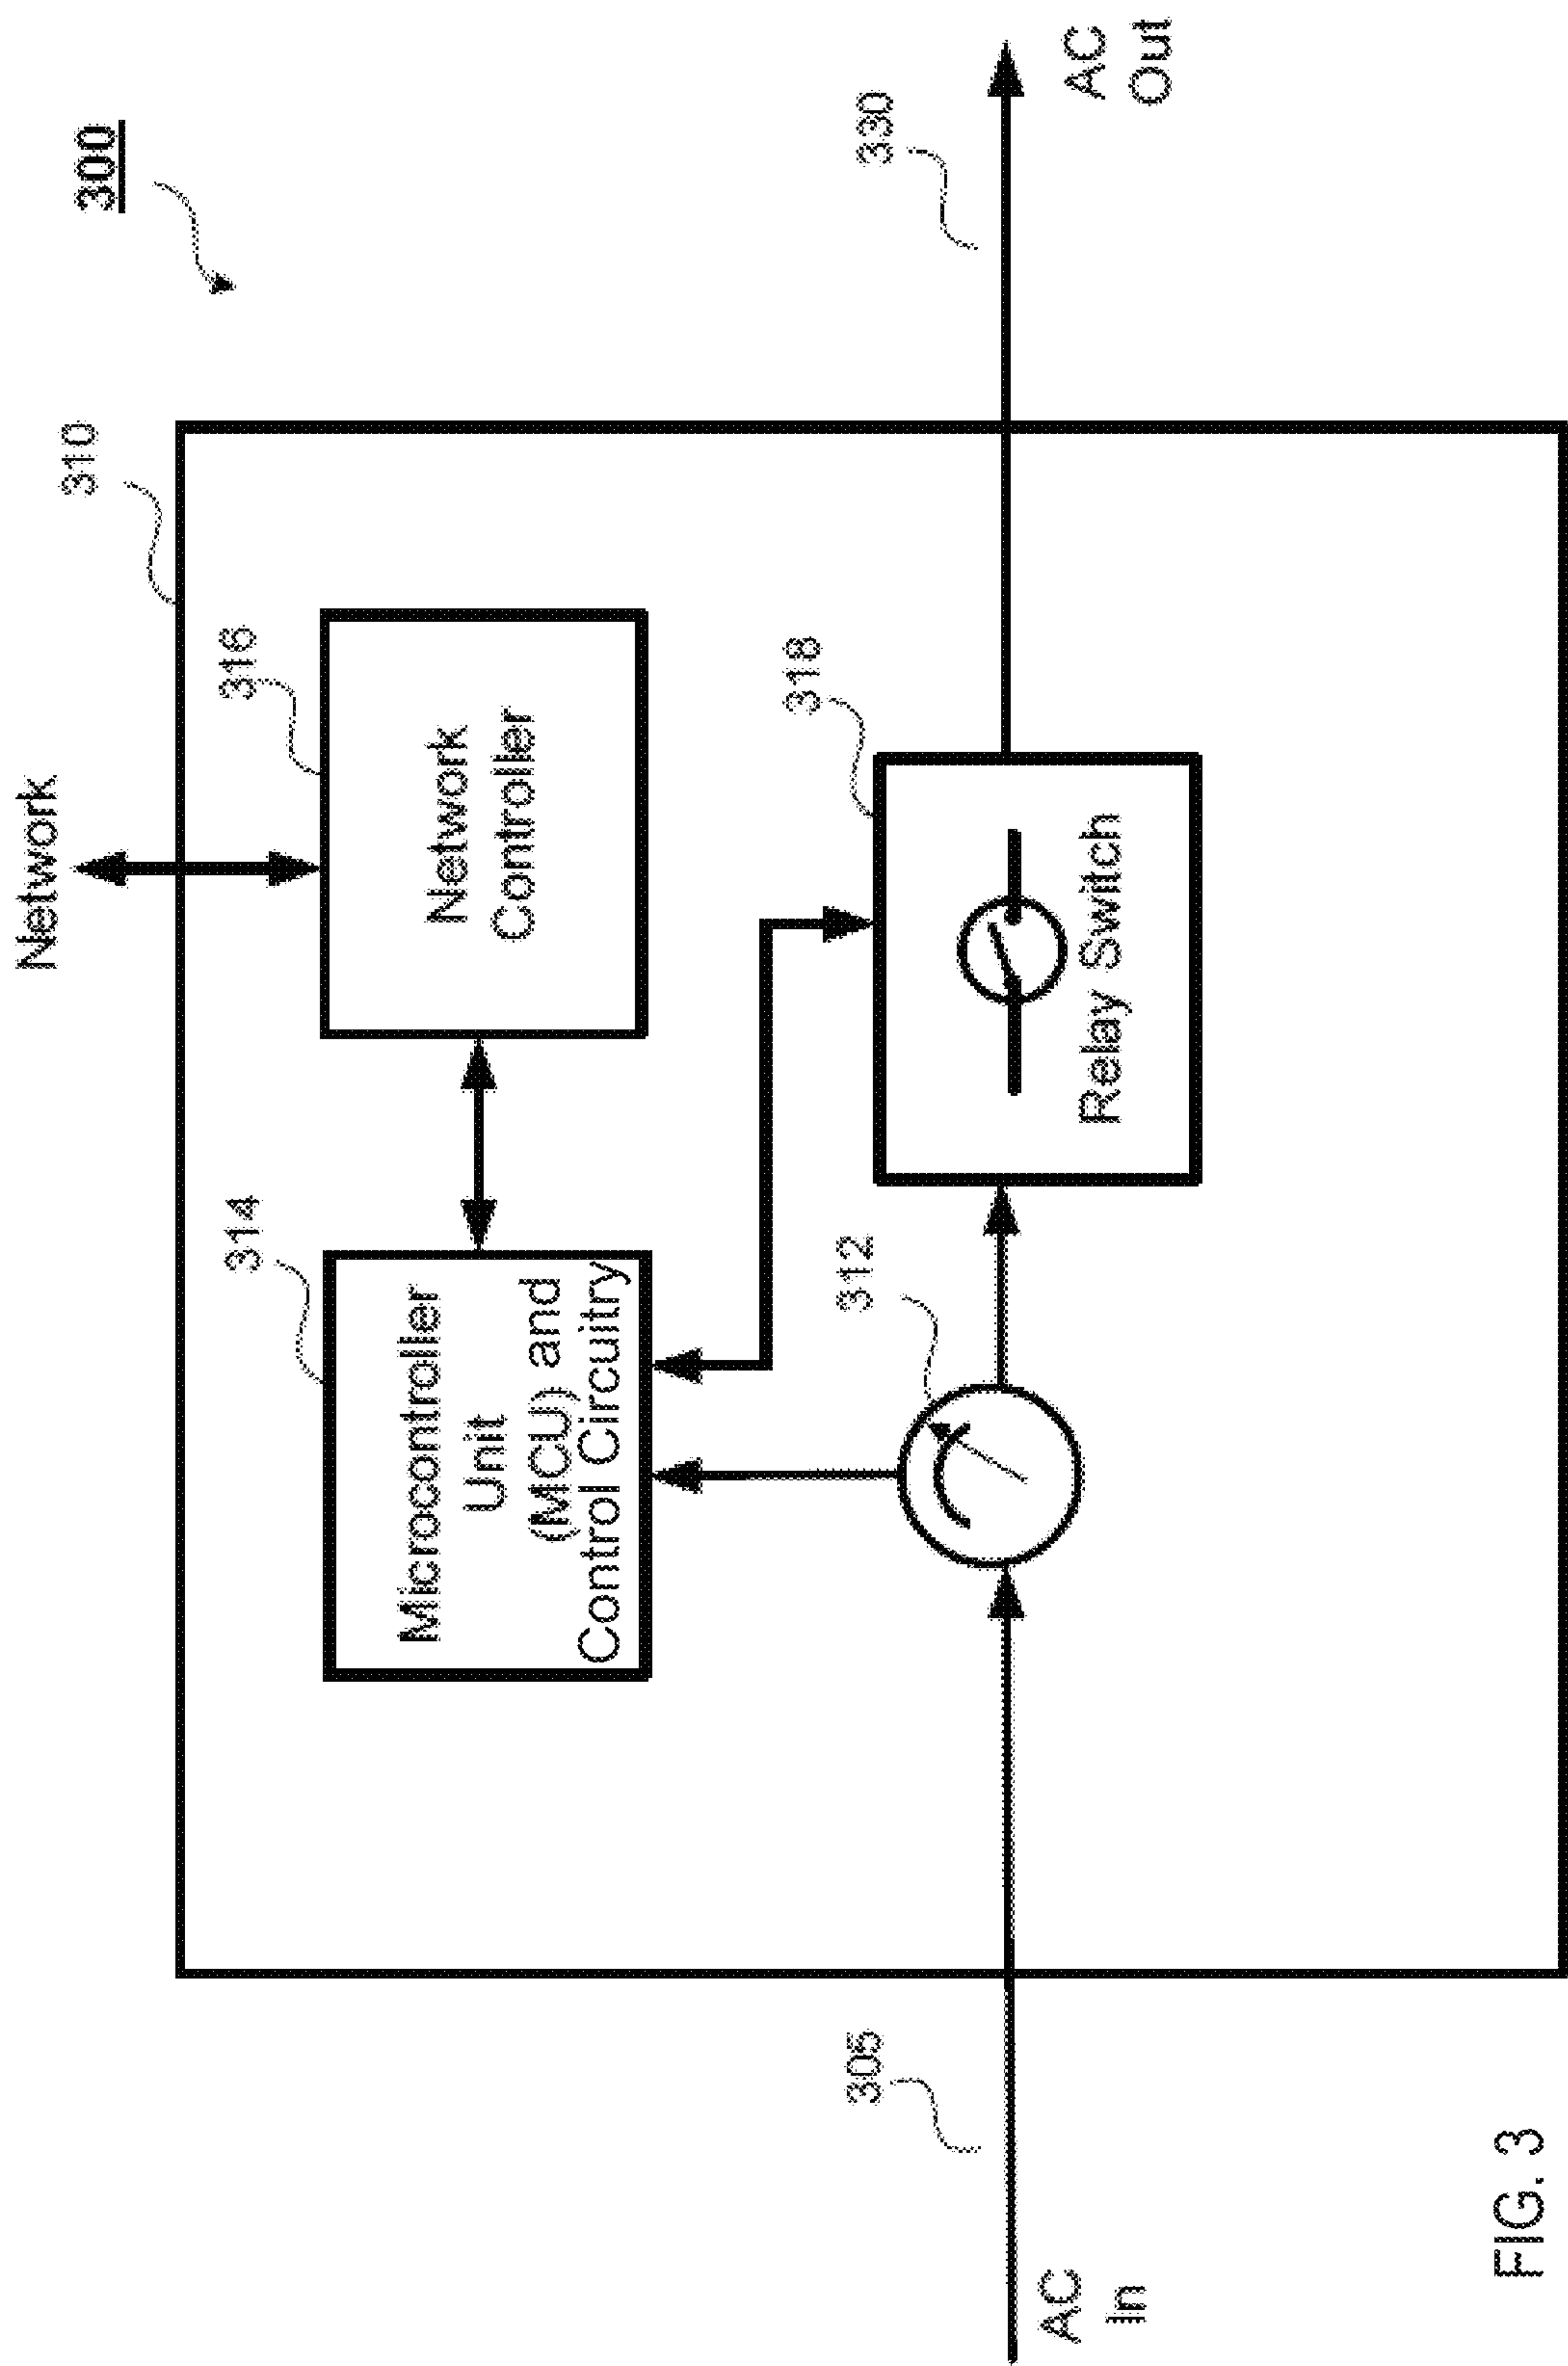 300
Network
310
316
Network
Controller
314
Microcontroller
Unit
(MCU) and
Control Circuitry
318
Relay Switch
312
330
AC
Out
305
AC
In
FIG. 3